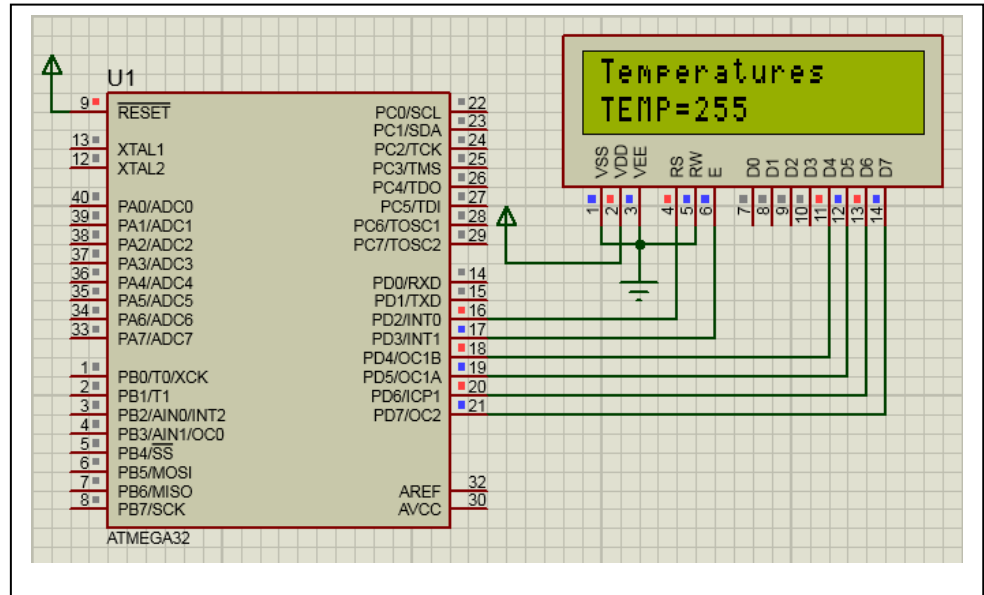 U1
Temperatures
TEMP=255
9
RESET
13
XTAL1
12
XTAL2
40
PA0/ADC0
39
PA1/ADC1
38
PA2/ADC2
37
PA3/ADC3
36
PA4/ADC4
35
PA5/ADC5
34
PA6/ADC6
33
PA7/ADC7
1
PB0/T0/XCK
2
PB1/T1
3
PB2/AIN0/INT2
4
PB3/AIN1/OC0
5
PB4/SS
6
PB5/MOSI
7
PB6/MISO
8
PB7/SCK
PC0/SCL
22
PC1/SDA
23
PC2/TCK
24
PC3/TMS
25
PC4/TDO
26
PC5/TDI
27
PC6/TOSC1
28
PC7/TOSC2
29
PD0/RXD
14
PD1/TXD
15
PD2/INT0
16
PD3/INT1
17
PD4/OC1B
18
PD5/OC1A
19
PD6/ICP1
20
PD7/OC2
21
AREF
32
AVCC
30
ATMEGA32
VSS
VDD
VEE
RS
RW
E
D0
D1
D2
D3
D4
D5
D6
D7
1
2
3
4
5
6
7
8
9
10
11
12
13
14